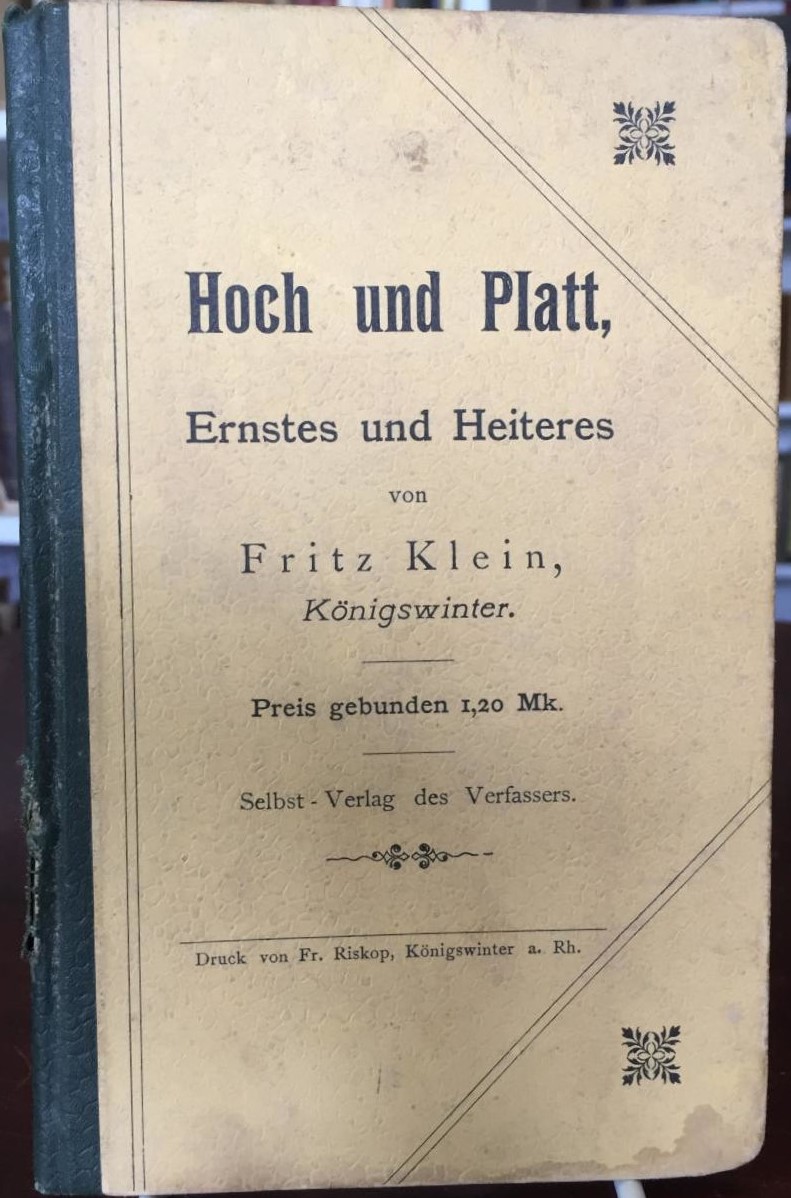 Hoch und Platt,
Ernstes und Heiteres
von
Fritz Klein,
Königswinter.
Preis gebunden 1,20 Mk.
Selbst-Verlag des Verfassers.
Druck von Fr. Riskop, Königswinter a. Rh.